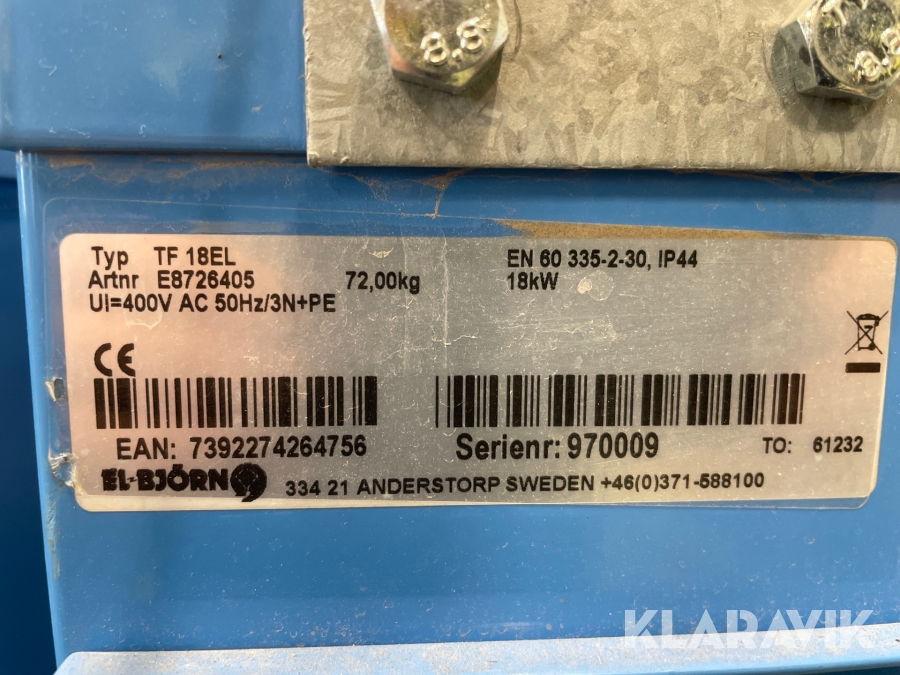 8.8
8.8
Typ TF 18EL
EN 60 335-2-30, IP44
Artnr E8726405
72,00kg
18kW
UI=400V AC 50Hz/3N+PE
CE
EAN: 7392274264756
Serienr: 970009
TO: 61232
EL-BJÖRN
334 21 ANDERSTORP SWEDEN +46(0)371-588100
KLARAVIK